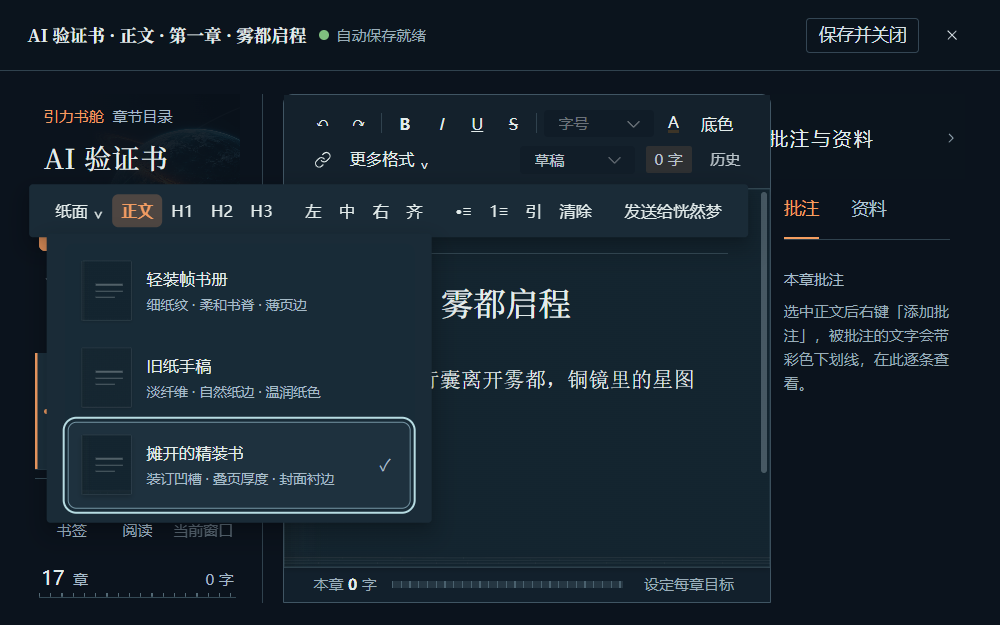 AI 验证书 · 正文 · 第一章 · 雾都启程
自动保存就绪
保存并关闭
引力书舱 章节目录
AI 验证书
B I U S 字号 A 底色
更多格式 草稿 0 字 历史
批注与资料
纸面 正文 H1 H2 H3 左 中 右 齐 引 清除 发送给恍然梦
批注 资料
轻装帧书册
细纸纹 · 柔和书脊 · 薄页边
旧纸手稿
淡纤维 · 自然纸边 · 温润纸色
摊开的精装书
装订凹槽 · 叠页厚度 · 封面衬边
雾都启程
行囊离开雾都，铜镜里的星图
本章批注
选中正文后右键「添加批
注」，被批注的文字会带
彩色下划线，在此逐条查
看。
书签 阅读 当前窗口
17 章 0 字
本章 0 字 设定每章目标